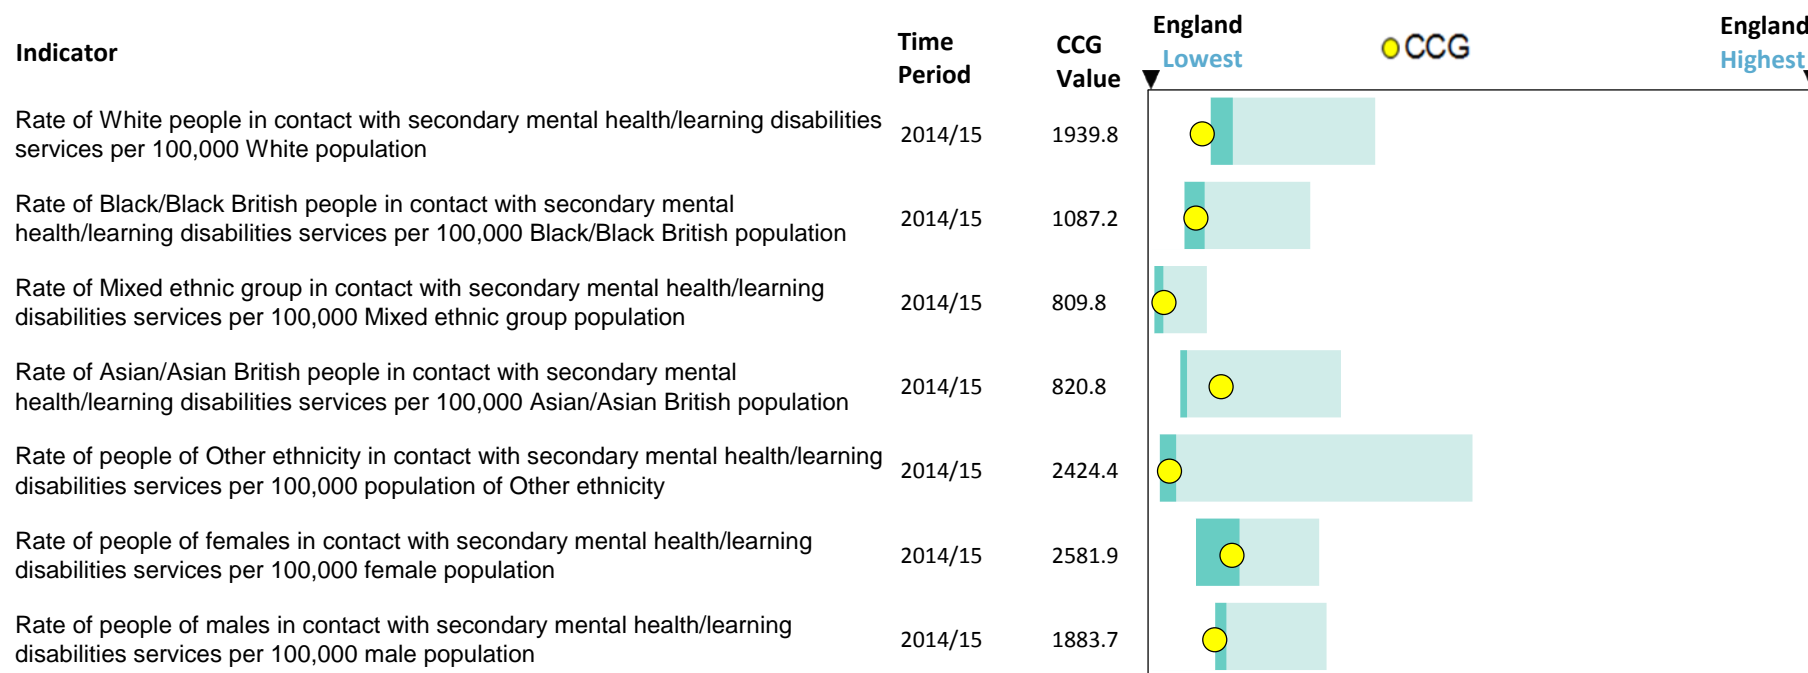 Indicator
Time Period
CCG Value
England Lowest
CCG
England Highest
Rate of White people in contact with secondary mental health/learning disabilities
services per 100,000 White population
2014/15
1939.8
Rate of Black/Black British people in contact with secondary mental
health/learning disabilities services per 100,000 Black/Black British population
2014/15
1087.2
Rate of Mixed ethnic group in contact with secondary mental health/learning
disabilities services per 100,000 Mixed ethnic group population
2014/15
809.8
Rate of Asian/Asian British people in contact with secondary mental
health/learning disabilities services per 100,000 Asian/Asian British population
2014/15
820.8
Rate of people of Other ethnicity in contact with secondary mental health/learning
disabilities services per 100,000 population of Other ethnicity
2014/15
2424.4
Rate of people of females in contact with secondary mental health/learning
disabilities services per 100,000 female population
2014/15
2581.9
Rate of people of males in contact with secondary mental health/learning
disabilities services per 100,000 male population
2014/15
1883.7